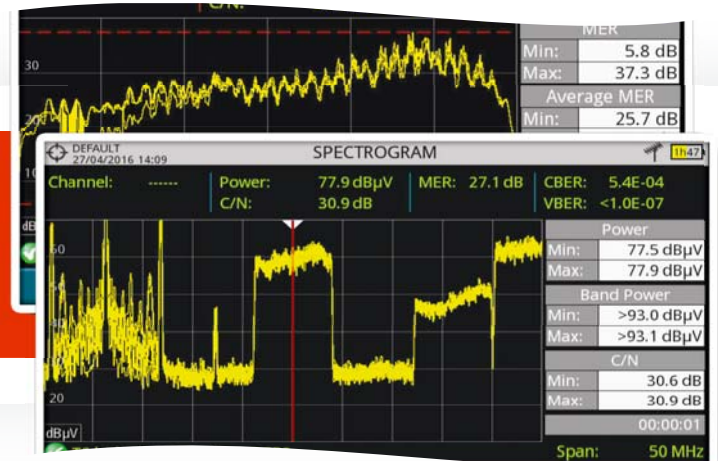 C/N:
MER
Min: 5.8 dB
Max: 37.3 dB
Average MER
Min: 25.7 dB
30
20
10
DEFAULT
27/04/2016 14:09
SPECTROGRAM
1h47
Channel: ------ Power: 77.9 dBµV MER: 27.1 dB CBER: 5.4E-04
C/N: 30.9 dB VBER: <1.0E-07
Power
Min: 77.5 dBµV
Max: 77.9 dBµV
Band Power
Min: >93.0 dBµV
Max: >93.1 dBµV
C/N
Min: 30.6 dB
Max: 30.9 dB
00:00:01
60
20
dBµV
Span: 50 MHz